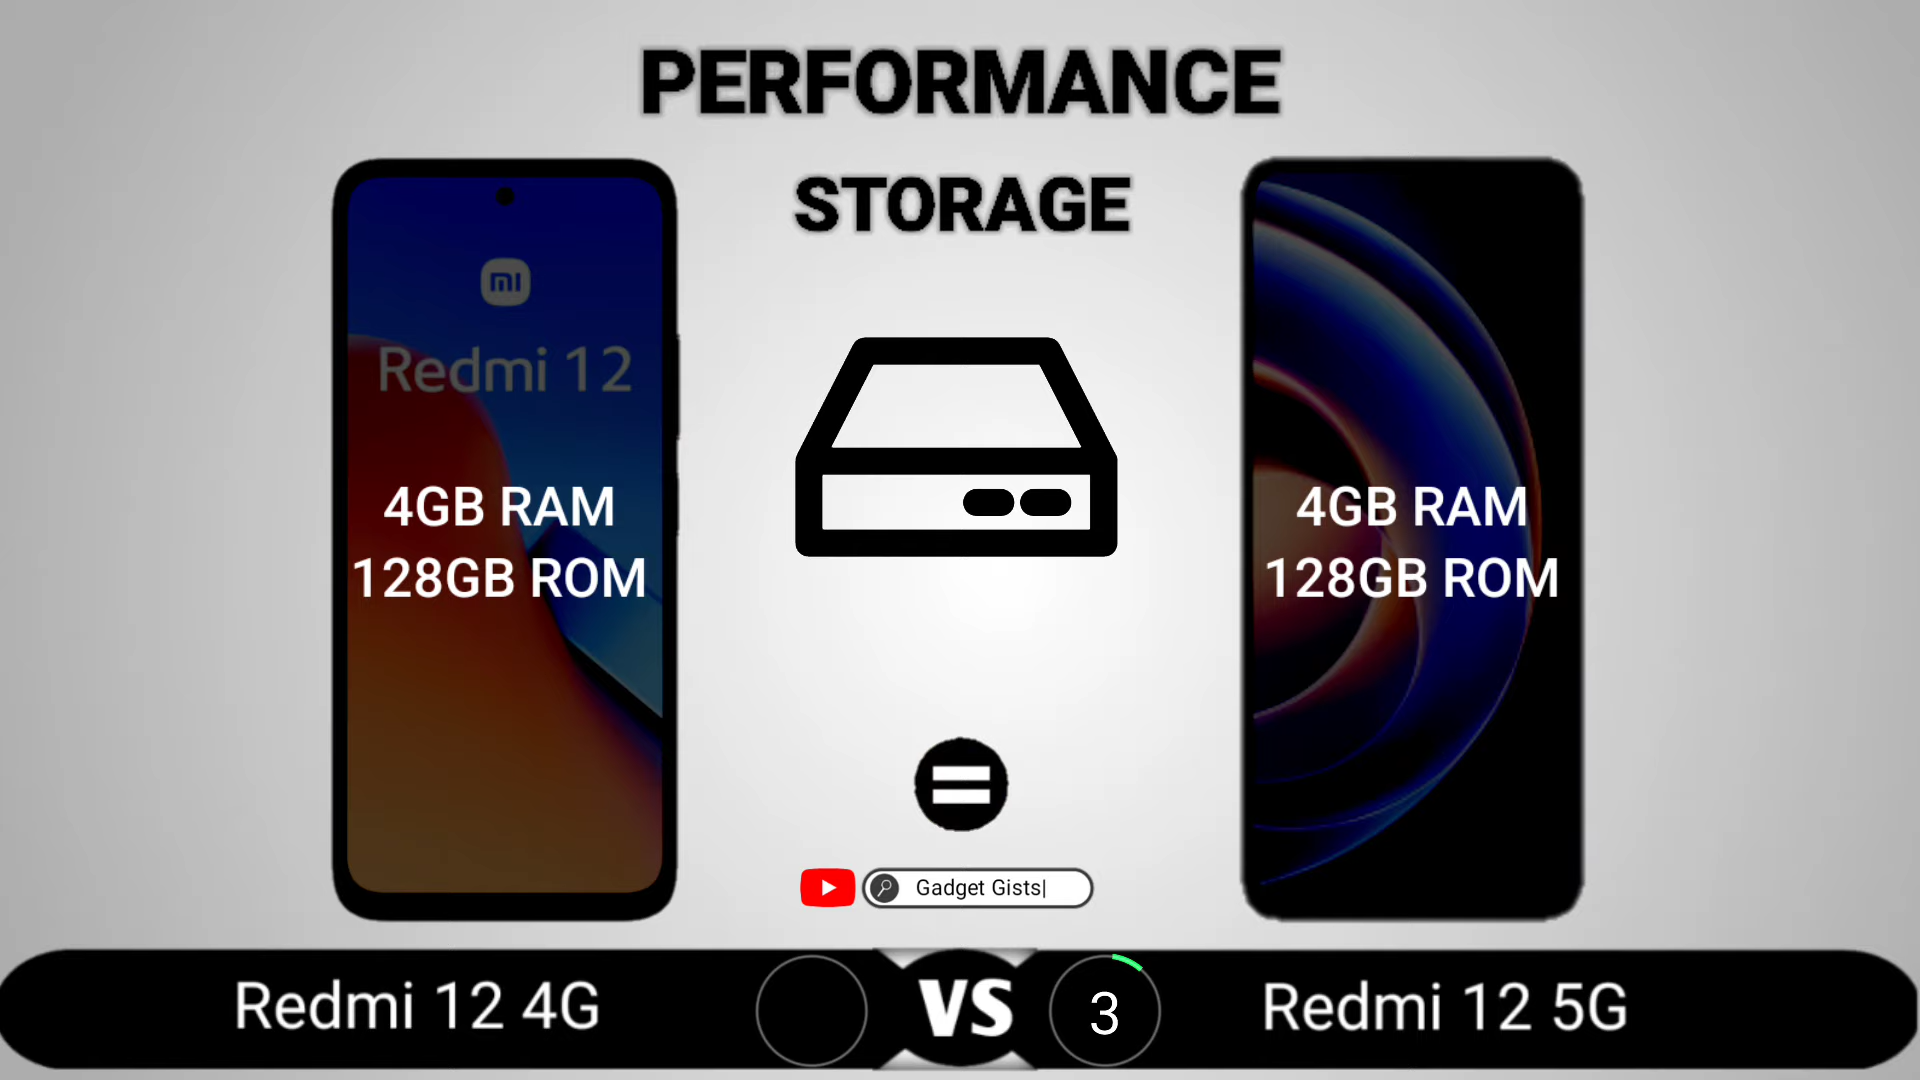 PERFORMANCE
STORAGE
mi
Redmi 12
4GB RAM
128GB ROM
4GB RAM
128GB ROM
Gadget Gists|
Redmi 12 4G
VS
3
Redmi 12 5G